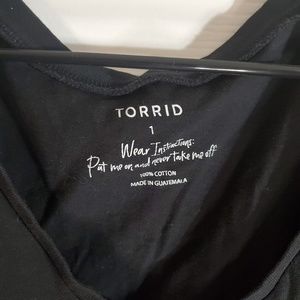 TORRID
1
Wear Instructions:
Put me on and never take me off
100% COTTON
MADE IN GUATEMALA